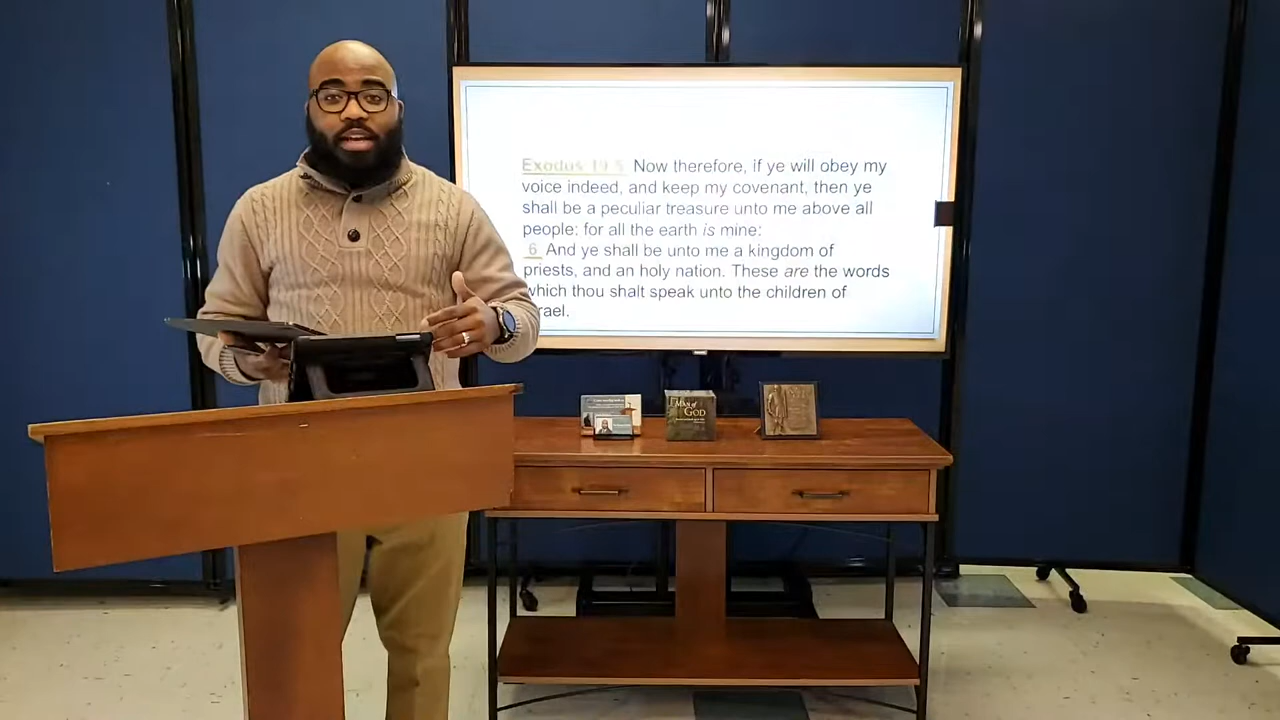 Exodus 19:5 Now therefore, if ye will obey my
voice indeed, and keep my covenant, then ye
shall be a peculiar treasure unto me above all
people: for all the earth is mine:
6 And ye shall be unto me a kingdom of
priests, and an holy nation. These are the words
which thou shalt speak unto the children of
rael.
MAN of
GOD